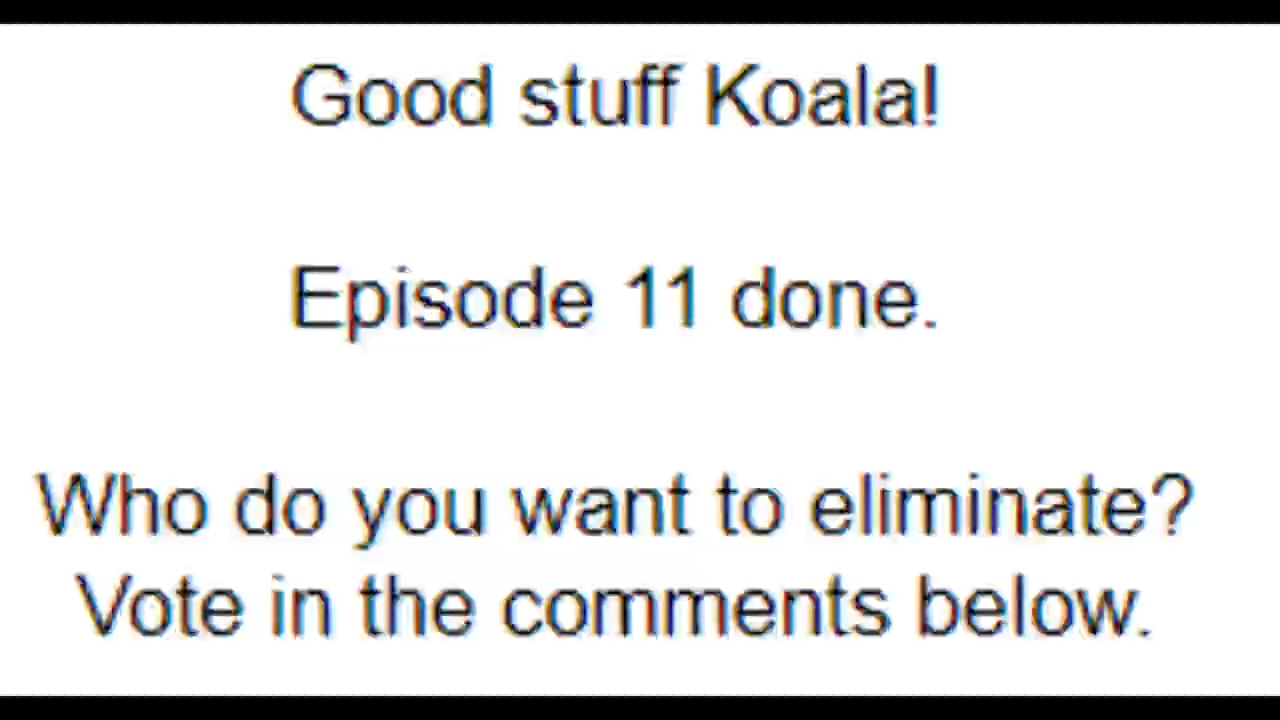 Good stuff Koala!
Episode 11 done.
Who do you want to eliminate?
Vote in the comments below.